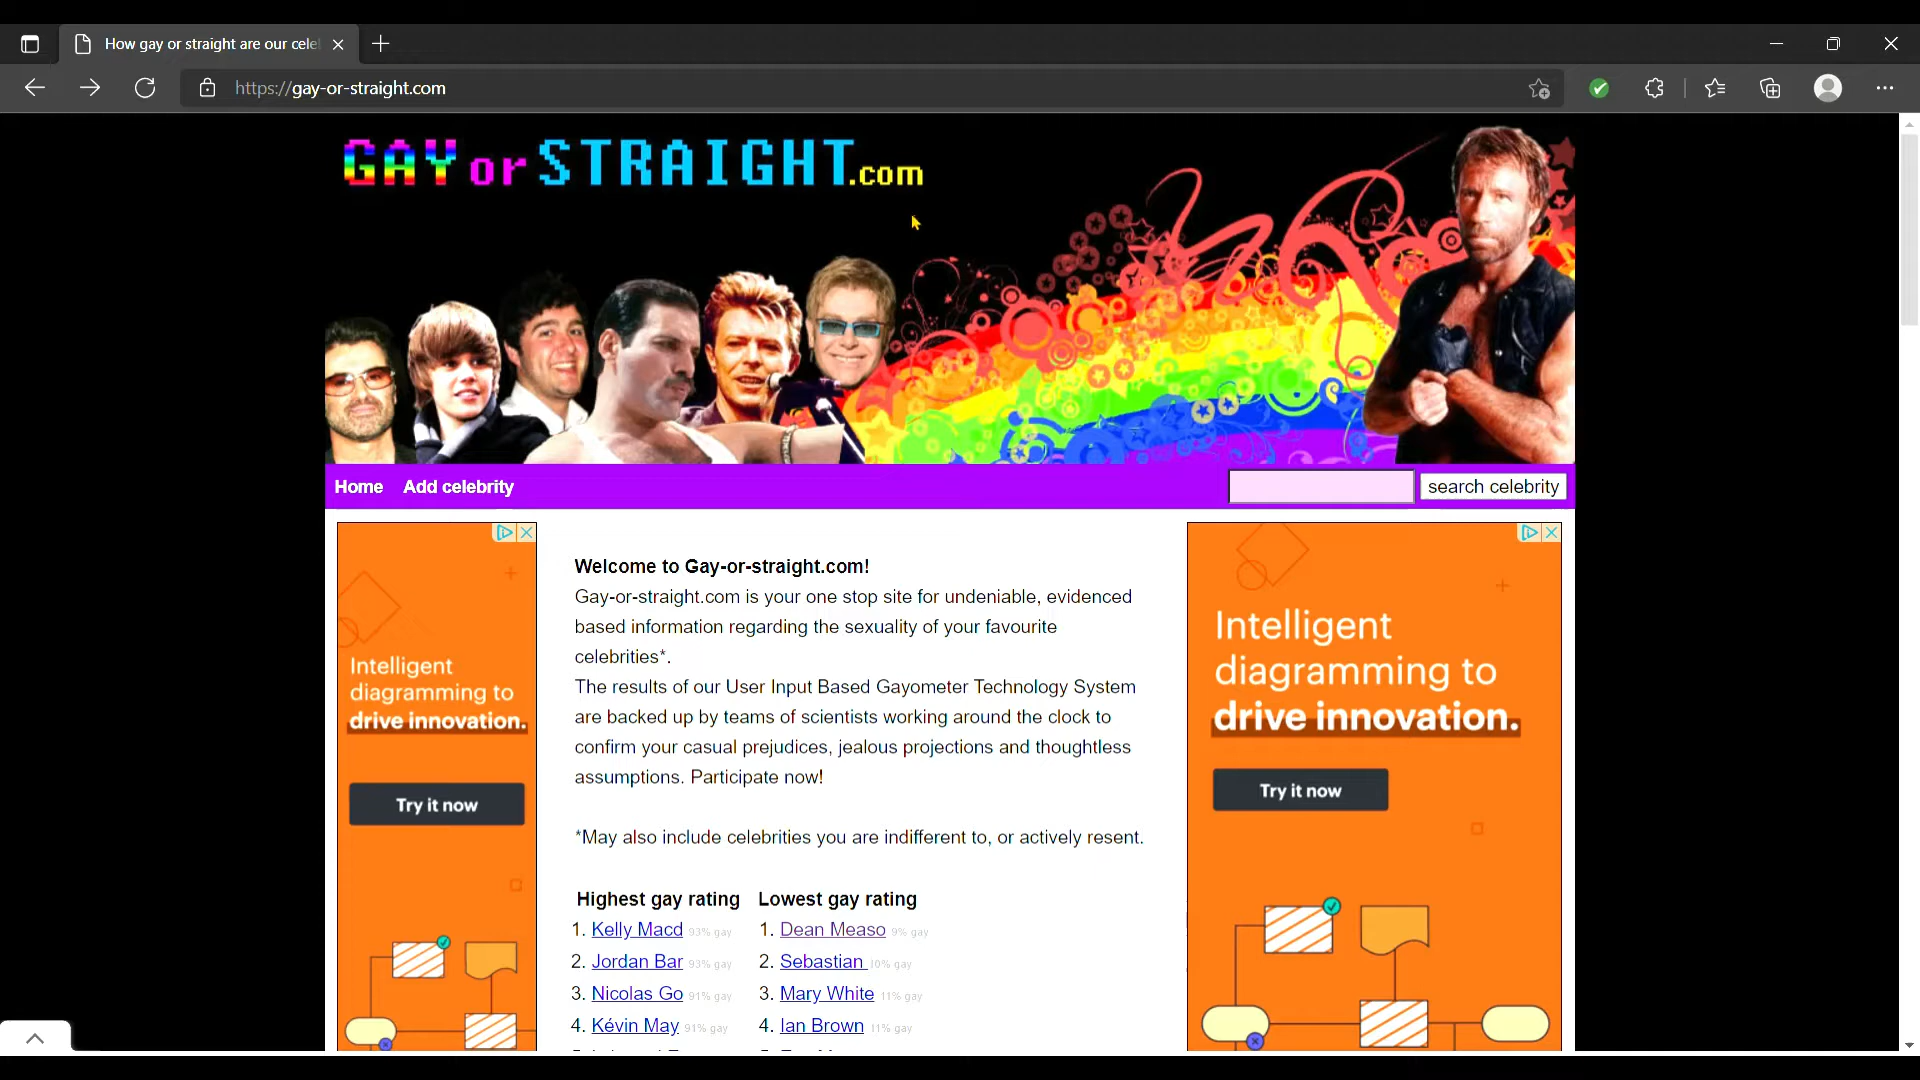 How gay or straight are our cele
https://gay-or-straight.com
GAY or STRAIGHT.com
Home Add celebrity
search celebrity
Intelligent
diagramming to
drive innovation.
Try it now
Welcome to Gay-or-straight.com!
Gay-or-straight.com is your one stop site for undeniable, evidenced
based information regarding the sexuality of your favourite
celebrities*.
The results of our User Input Based Gayometer Technology System
are backed up by teams of scientists working around the clock to
confirm your casual prejudices, jealous projections and thoughtless
assumptions. Participate now!
*May also include celebrities you are indifferent to, or actively resent.
Highest gay rating Lowest gay rating
1. Kelly Macd 93% gay 1. Dean Measo 9% gay
2. Jordan Bar 93% gay 2. Sebastian 10% gay
3. Nicolas Go 91% gay 3. Mary White 11% gay
4. Kévin May 91% gay 4. Ian Brown 11% gay
Intelligent
diagramming to
drive innovation.
Try it now